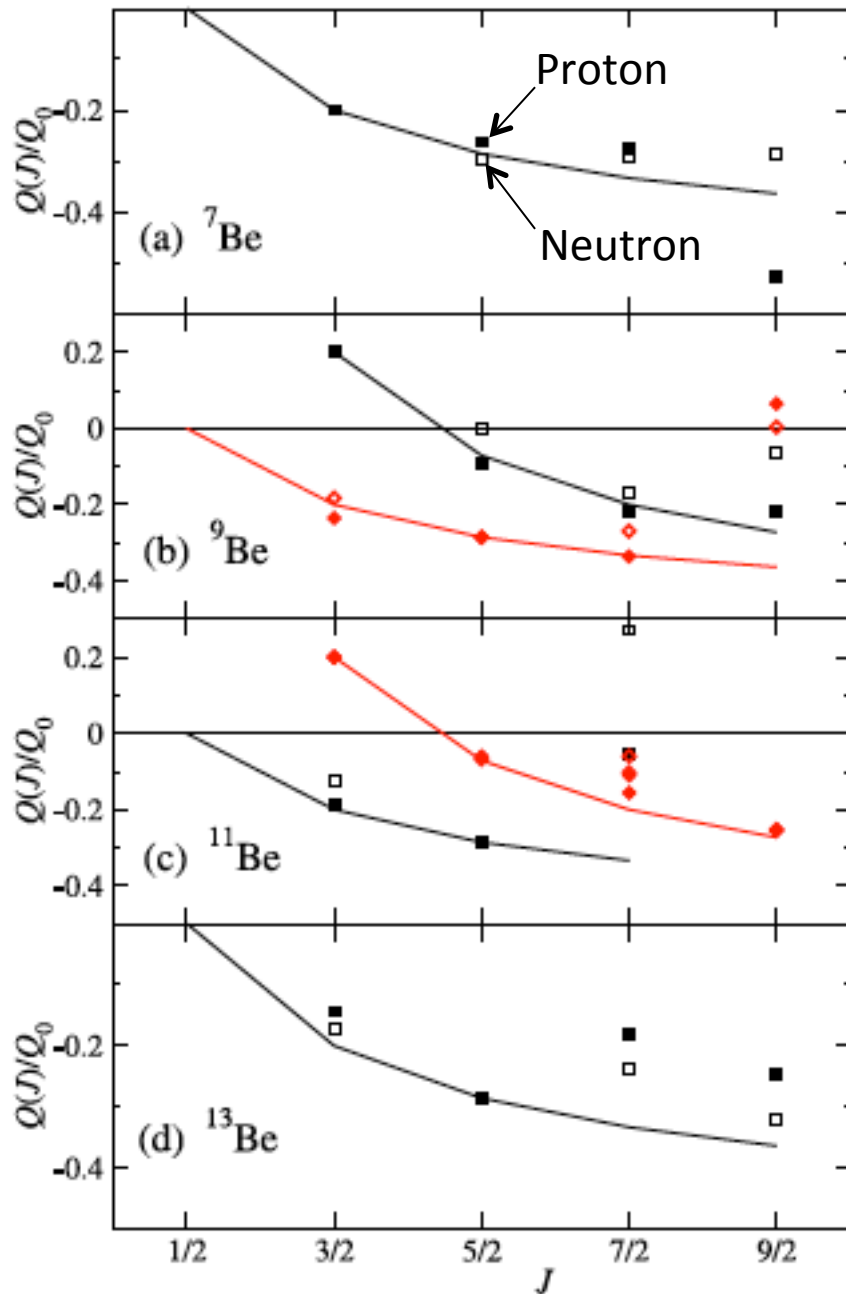 Proton
Neutron
Q(J)/Q₀
-0.2
-0.4
(a) ⁷Be
Q(J)/Q₀
0.2
0
-0.2
-0.4
(b) ⁹Be
Q(J)/Q₀
0.2
0
-0.2
-0.4
(c) ¹¹Be
Q(J)/Q₀
-0.2
-0.4
(d) ¹³Be
1/2 3/2 5/2 7/2 9/2
J